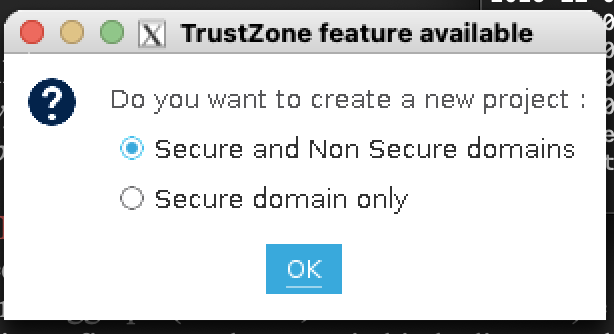 TrustZone feature available
Do you want to create a new project :
Secure and Non Secure domains
Secure domain only
OK